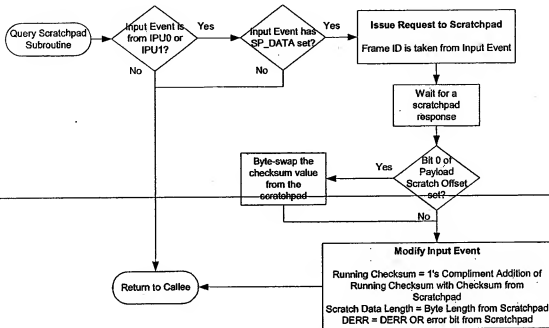 Query Scratchpad
Subroutine
Input Event is
from IPU0 or
IPU1?
Yes
No
Input Event has
SP_DATA set?
Yes
No
Issue Request to Scratchpad
Frame ID is taken from Input Event
Wait for a
scratchpad
response
Bit 0 of
Payload
Scratch Offset
set?
Yes
No
Byte-swap the
checksum value
from the
scratchpad
Modify Input Event
Running Checksum = 1's Compliment Addition of
Running Checksum with Checksum from
Scratchpad
Scratch Data Length = Byte Length from Scratchpad
DERR = DERR OR error bit from Scratchpad
Return to Callee